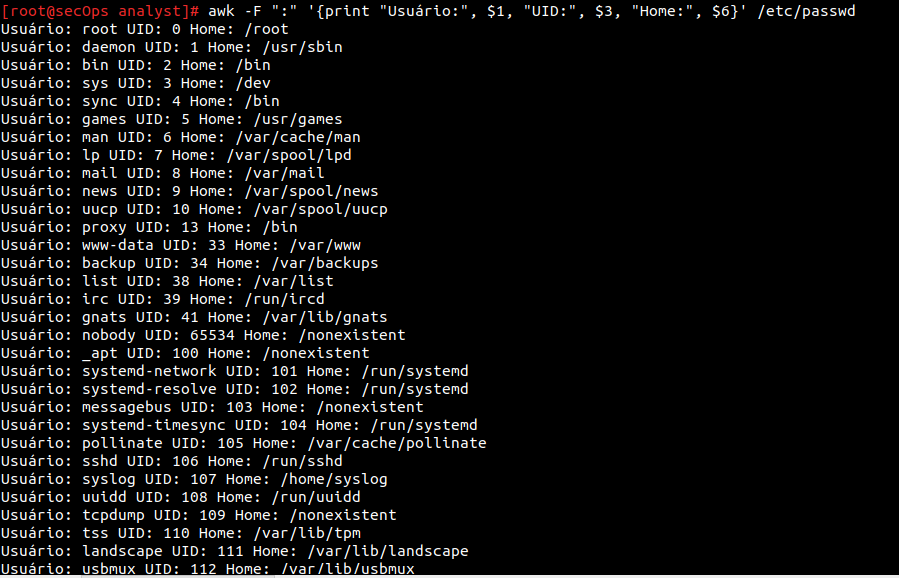 [root@secOps analyst]# awk -F ":" '{print "Usuário:", $1, "UID:", $3, "Home:", $6}' /etc/passwd
Usuário: root UID: 0 Home: /root
Usuário: daemon UID: 1 Home: /usr/sbin
Usuário: bin UID: 2 Home: /bin
Usuário: sys UID: 3 Home: /dev
Usuário: sync UID: 4 Home: /bin
Usuário: games UID: 5 Home: /usr/games
Usuário: man UID: 6 Home: /var/cache/man
Usuário: lp UID: 7 Home: /var/spool/lpd
Usuário: mail UID: 8 Home: /var/mail
Usuário: news UID: 9 Home: /var/spool/news
Usuário: uucp UID: 10 Home: /var/spool/uucp
Usuário: proxy UID: 13 Home: /bin
Usuário: www-data UID: 33 Home: /var/www
Usuário: backup UID: 34 Home: /var/backups
Usuário: list UID: 38 Home: /var/list
Usuário: irc UID: 39 Home: /run/ircd
Usuário: gnats UID: 41 Home: /var/lib/gnats
Usuário: nobody UID: 65534 Home: /nonexistent
Usuário: _apt UID: 100 Home: /nonexistent
Usuário: systemd-network UID: 101 Home: /run/systemd
Usuário: systemd-resolve UID: 102 Home: /run/systemd
Usuário: messagebus UID: 103 Home: /nonexistent
Usuário: systemd-timesync UID: 104 Home: /run/systemd
Usuário: pollinate UID: 105 Home: /var/cache/pollinate
Usuário: sshd UID: 106 Home: /run/sshd
Usuário: syslog UID: 107 Home: /home/syslog
Usuário: uuidd UID: 108 Home: /run/uuidd
Usuário: tcpdump UID: 109 Home: /nonexistent
Usuário: tss UID: 110 Home: /var/lib/tpm
Usuário: landscape UID: 111 Home: /var/lib/landscape
Usuário: usbmux UID: 112 Home: /var/lib/usbmux